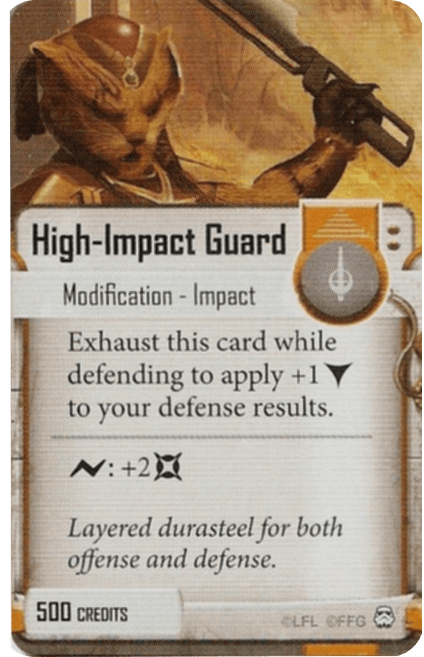 High-Impact Guard
Modification - Impact
Exhaust this card while
defending to apply +1
to your defense results.
: +2
Layered durasteel for both
offense and defense.
500 CREDITS
©LFL ©FFG